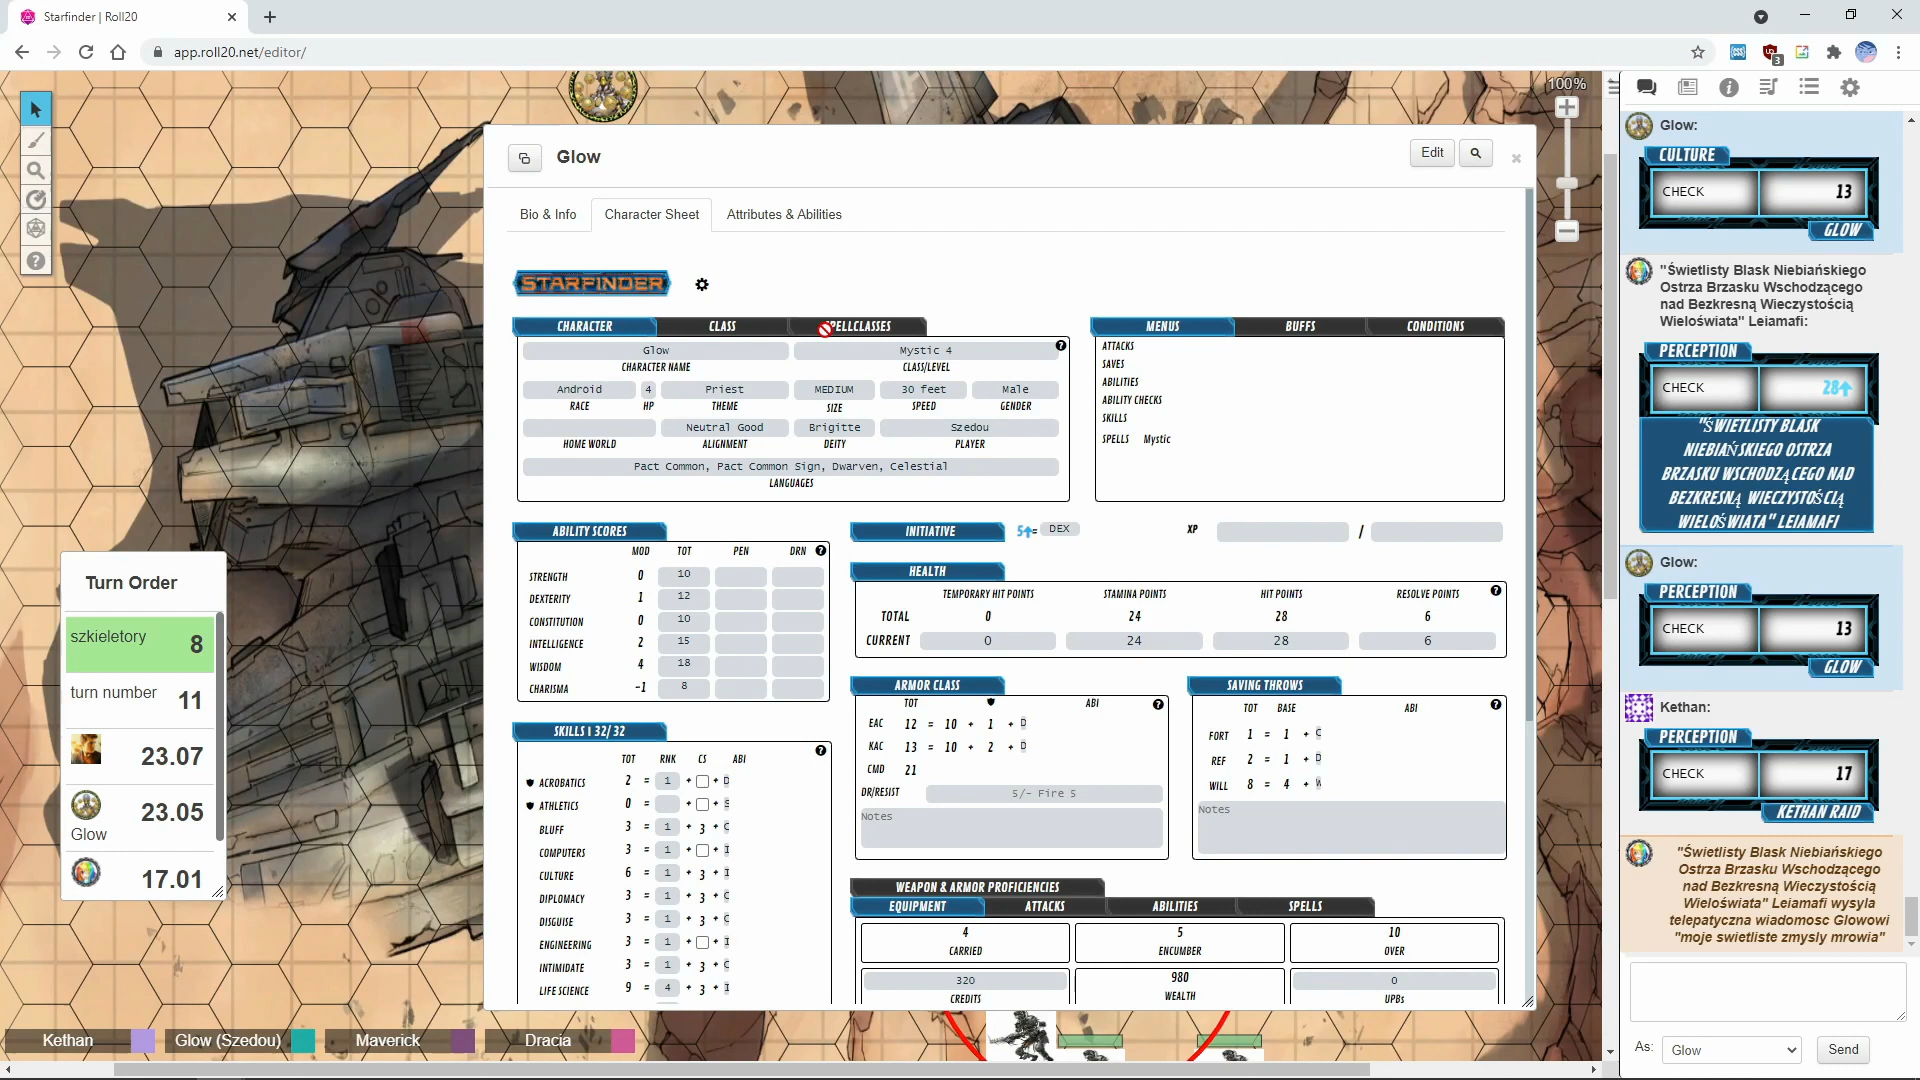 Starfinder | Roll20
app.roll20.net/editor/
3
100%
Glow
Edit
Bio & Info
Character Sheet
Attributes & Abilities
STARFINDER
CHARACTER
CLASS
SPELLCLASSES
Glow
Mystic 4
CHARACTER NAME
CLASS/LEVEL
Android
4
Priest
MEDIUM
30 feet
Male
RACE
HP
THEME
SIZE
SPEED
GENDER
Neutral Good
Brigitte
Szedou
HOME WORLD
ALIGNMENT
DEITY
PLAYER
Pact Common, Pact Common Sign, Dwarven, Celestial
LANGUAGES
MENUS
BUFFS
CONDITIONS
ATTACKS
SAVES
ABILITIES
ABILITY CHECKS
SKILLS
SPELLS Mystic
ABILITY SCORES
MOD TOT PEN DRN
STRENGTH 0 10
DEXTERITY 1 12
CONSTITUTION 0 10
INTELLIGENCE 2 15
WISDOM 4 18
CHARISMA -1 8
INITIATIVE
5 = DEX
XP /
HEALTH
TEMPORARY HIT POINTS
STAMINA POINTS
HIT POINTS
RESOLVE POINTS
TOTAL 0 24 28 6
CURRENT 0 24 28 6
ARMOR CLASS
TOT ABI
EAC 12 = 10 + 1 + D
KAC 13 = 10 + 2 + D
CMD 21
DR/RESIST 5/- Fire 5
Notes
SAVING THROWS
TOT BASE ABI
FORT 1 = 1 + C
REF 2 = 1 + D
WILL 8 = 4 + W
Notes
SKILLS | 32/ 32
TOT RNK CS ABI
ACROBATICS 2 = 1 + + D
ATHLETICS 0 = + + S
BLUFF 3 = 1 + 3 + C
COMPUTERS 3 = 1 + + I
CULTURE 6 = 1 + 3 + I
DIPLOMACY 3 = 1 + 3 + C
DISGUISE 3 = 1 + 3 + C
ENGINEERING 3 = 1 + + I
INTIMIDATE 3 = 1 + 3 + C
LIFE SCIENCE 9 = 4 + 3 + I
WEAPON & ARMOR PROFICIENCIES
EQUIPMENT
ATTACKS
ABILITIES
SPELLS
4
CARRIED
5
ENCUMBER
10
OVER
320
CREDITS
980
WEALTH
0
UPBs
Turn Order
szkieletory 8
turn number 11
23.07
Glow 23.05
17.01
Kethan
Glow (Szedou)
Maverick
Dracia
Glow:
CULTURE
CHECK 13
GLOW
"Świetlisty Blask Niebiańskiego
Ostrza Brzasku Wschodzącego
nad Bezkresną Wieczystością
Wieloświata" Leiamafi:
PERCEPTION
CHECK 28
"ŚWIETLISTY BLASK
NIEBIAŃSKIEGO OSTRZA
BRZASKU WSCHODZĄCEGO NAD
BEZKRESNĄ WIECZYSTOŚCIĄ
WIELOŚWIATA" LEIAMAFI
Glow:
PERCEPTION
CHECK 13
GLOW
Kethan:
PERCEPTION
CHECK 17
KETHAN RAID
"Świetlisty Blask Niebiańskiego
Ostrza Brzasku Wschodzącego
nad Bezkresną Wieczystością
Wieloświata" Leiamafi wysyla
telepatyczna wiadomosc Glowowi
"moje swietliste zmysly mrowia"
As: Glow
Send